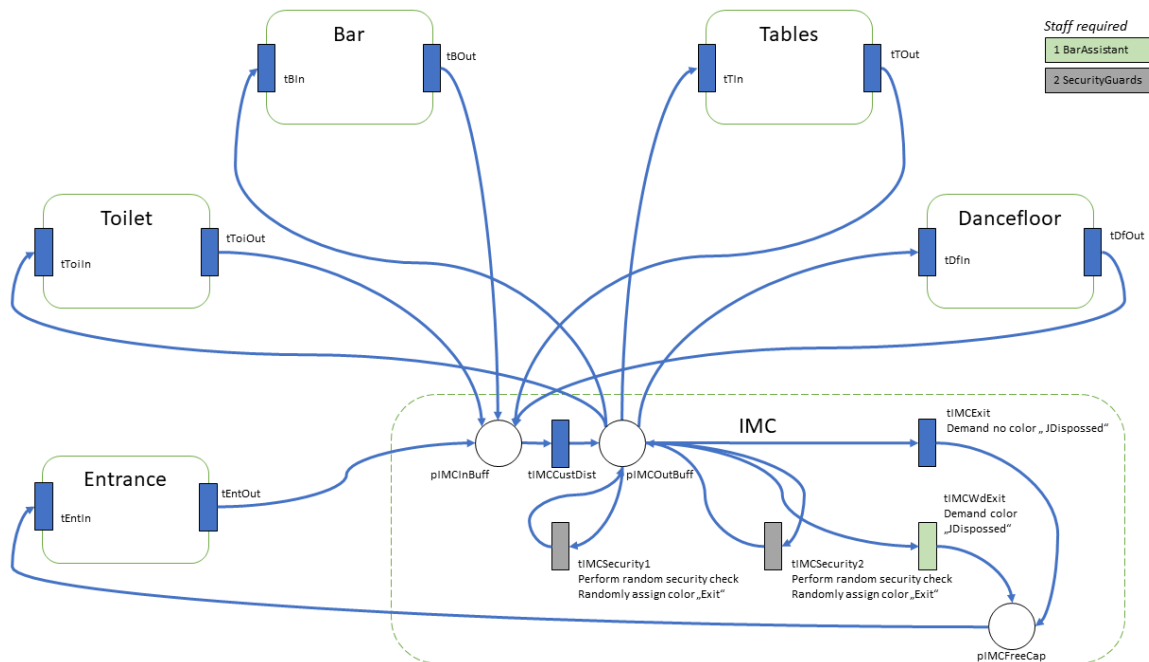 Bar
Tables
Staff required
1 BarAssistant
2 SecurityGuards
tBOut
tTOut
tBIn
tTIn
Toilet
Dancefloor
tToiOut
tDfOut
tToiIn
tDfIn
IMC
tIMCExit
Demand no color „ JDispossed“
pIMCInBuff
tIMCCustDist
pIMCOutBuff
Entrance
tEntOut
tEntIn
tIMCWdExit
Demand color
„JDispossed“
tIMCSecurity1
Perform random security check
Randomly assign color „Exit“
tIMCSecurity2
Perform random security check
Randomly assign color „Exit“
pIMCFreeCap